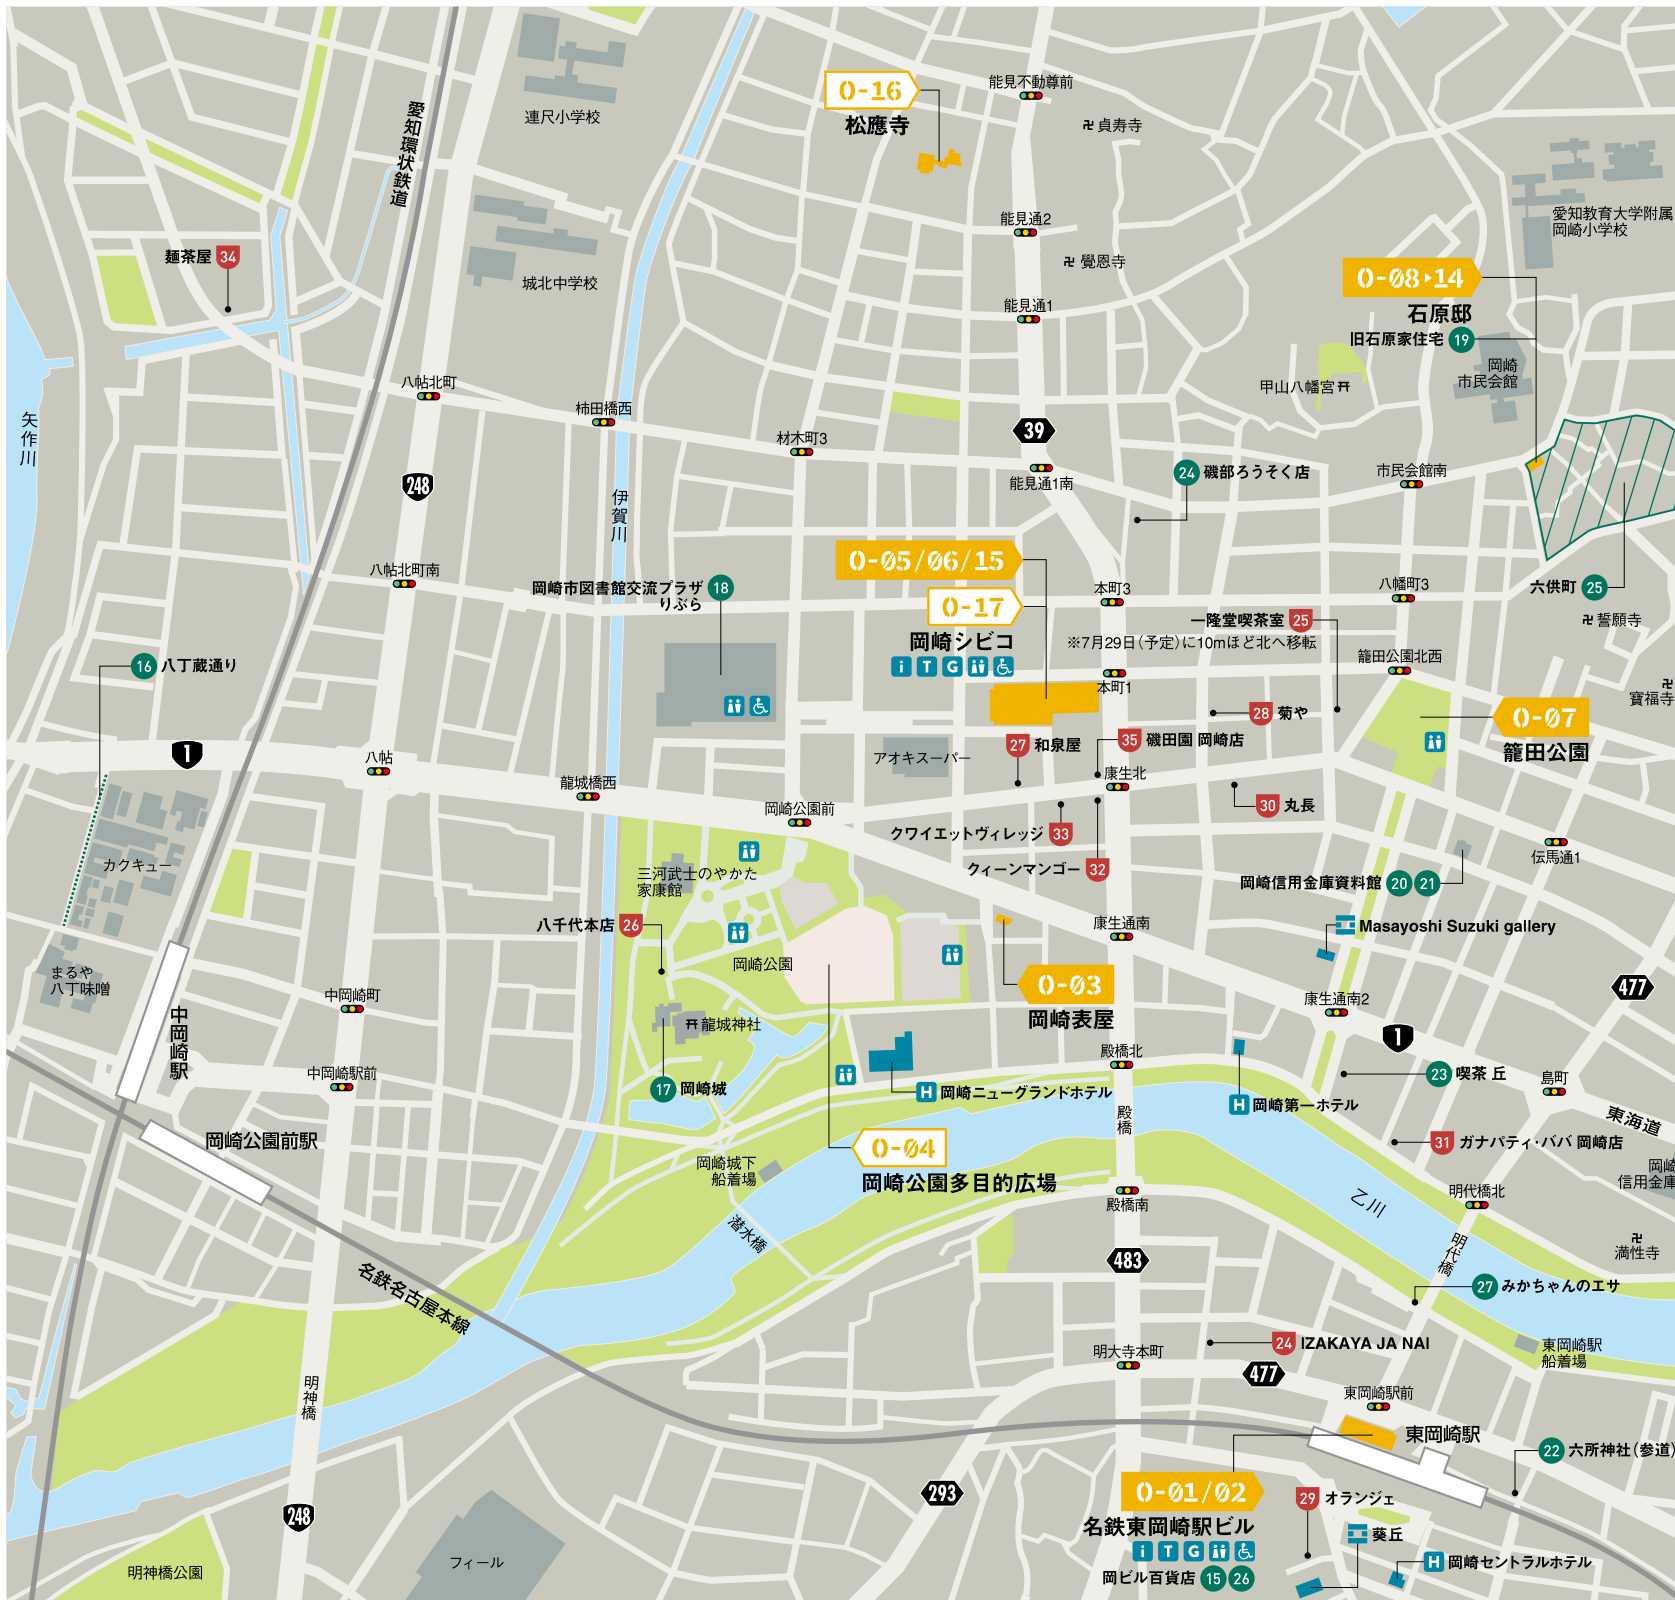 愛知環状鉄道
連尺小学校
O-16
松應寺
能見不動尊前
貞寿寺
城北中学校
能見通2
覺恩寺
能見通1
愛知教育大学附属
岡崎小学校
麺茶屋 34
O-08▸14
石原邸
旧石原家住宅 19
岡崎
市民会館
甲山八幡宮
八帖北町
柿田橋西
材木町3
39
能見通1南
24 磯部ろうそく店
市民会館南
矢作川
248
伊賀川
八帖北町南
岡崎市図書館交流プラザ
りぶら
18
O-05/06/15
O-17
岡崎シビコ
i T G
本町3
八幡町3
六供町 25
誓願寺
一隆堂喫茶室 25
※7月29日(予定)に10mほど北へ移転
籠田公園北西
寶福寺
16 八丁蔵通り
本町1
28 菊や
O-07
籠田公園
1
八帖
龍城橋西
アオキスーパー
27 和泉屋
35 磯田園 岡崎店
康生北
30 丸長
岡崎公園前
クワイエットヴィレッジ 33
クィーンマンゴー 32
伝馬通1
カクキュー
三河武士のやかた
家康館
岡崎信用金庫資料館 20 21
八千代本店 26
岡崎公園
康生通南
Masayoshi Suzuki gallery
まるや
八丁味噌
中岡崎町
中岡崎駅
O-03
岡崎表屋
康生通南2
477
1
龍城神社
中岡崎駅前
17 岡崎城
殿橋北
H 岡崎ニューグランドホテル
H 岡崎第一ホテル
23 喫茶 丘
島町
東海道
岡崎公園前駅
殿橋
O-04
岡崎公園多目的広場
31 ガナパティ・ババ 岡崎店
岡崎
信用金庫
岡崎城下
船着場
潜水橋
殿橋南
乙川
明代橋北
明代橋
満性寺
483
名鉄名古屋本線
27 みかちゃんのエサ
24 IZAKAYA JA NAI
東岡崎駅
船着場
明大寺本町
477
明神橋
東岡崎駅前
東岡崎駅
22 六所神社(参道)
293
O-01/02
名鉄東岡崎駅ビル
i T G
岡ビル百貨店 15 26
29 オランジェ
葵丘
H 岡崎セントラルホテル
248
明神橋公園
フィール